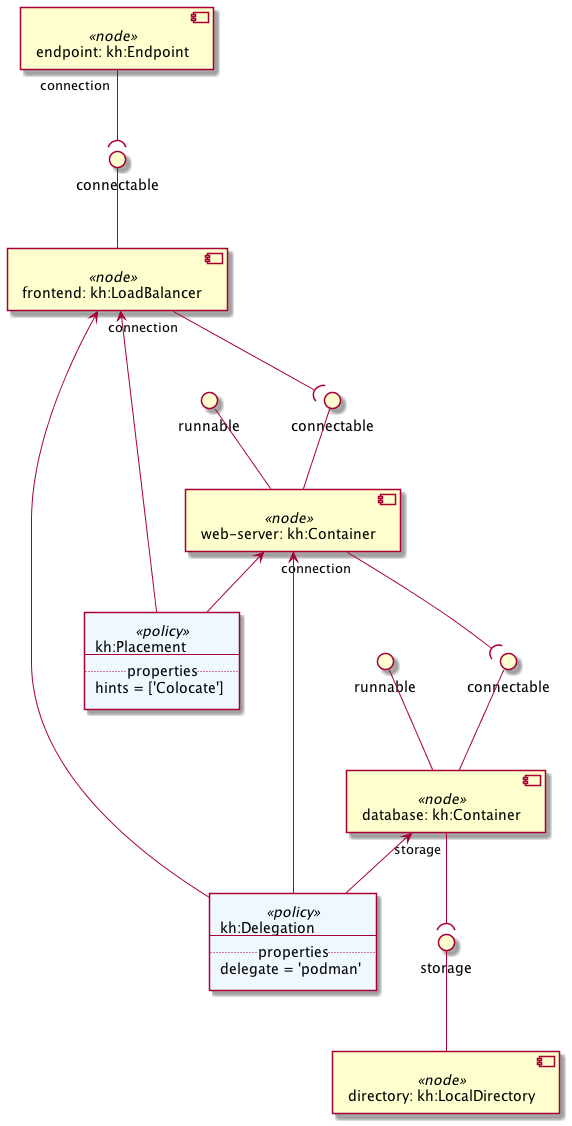 «node»
endpoint: kh:Endpoint
connection
connectable
«node»
frontend: kh:LoadBalancer
connection
runnable
connectable
«node»
web-server: kh:Container
connection
«policy»
kh:Placement
properties
hints = ['Colocate']
runnable
connectable
«node»
database: kh:Container
storage
«policy»
kh:Delegation
properties
delegate = 'podman'
storage
«node»
directory: kh:LocalDirectory